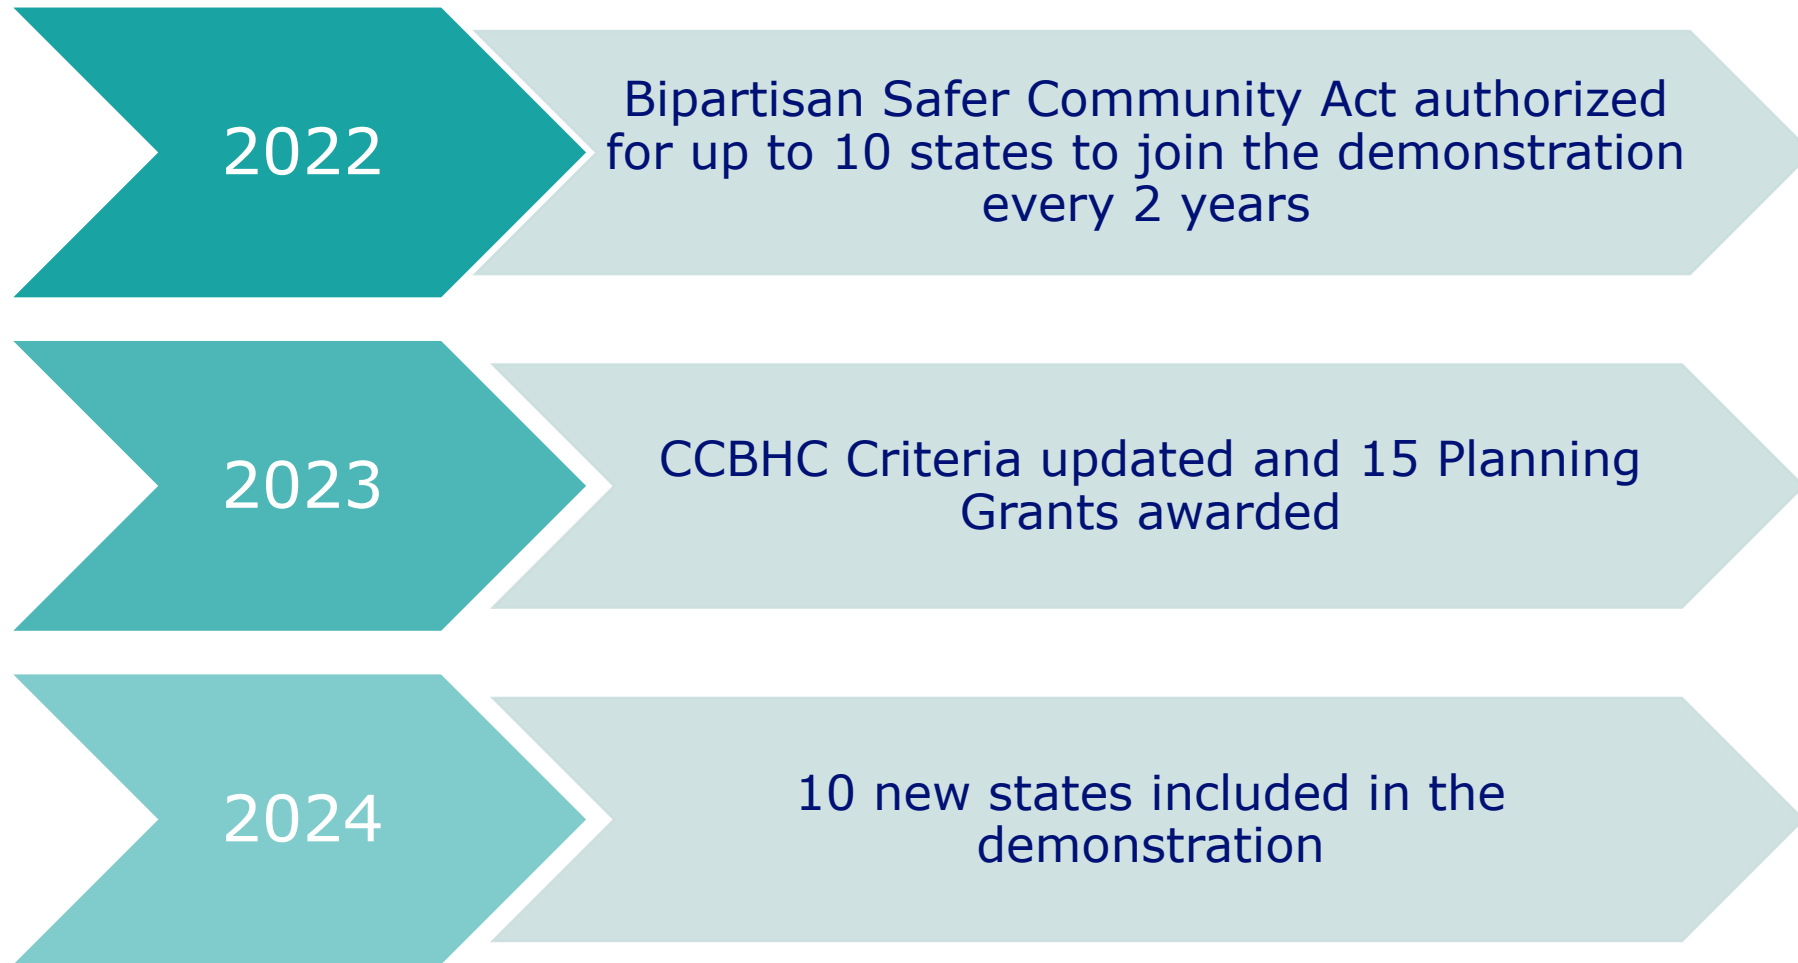 2022
Bipartisan Safer Community Act authorized
for up to 10 states to join the demonstration
every 2 years
2023
CCBHC Criteria updated and 15 Planning
Grants awarded
2024
10 new states included in the
demonstration